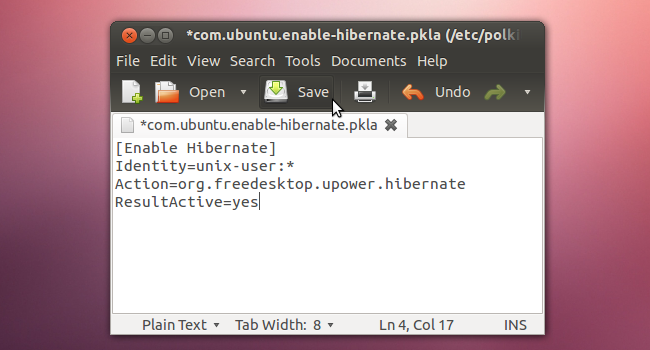 *com.ubuntu.enable-hibernate.pkla (/etc/polki
File Edit View Search Tools Documents Help
Open Save Undo
*com.ubuntu.enable-hibernate.pkla
[Enable Hibernate]
Identity=unix-user:*
Action=org.freedesktop.upower.hibernate
ResultActive=yes
Plain Text Tab Width: 8 Ln 4, Col 17 INS